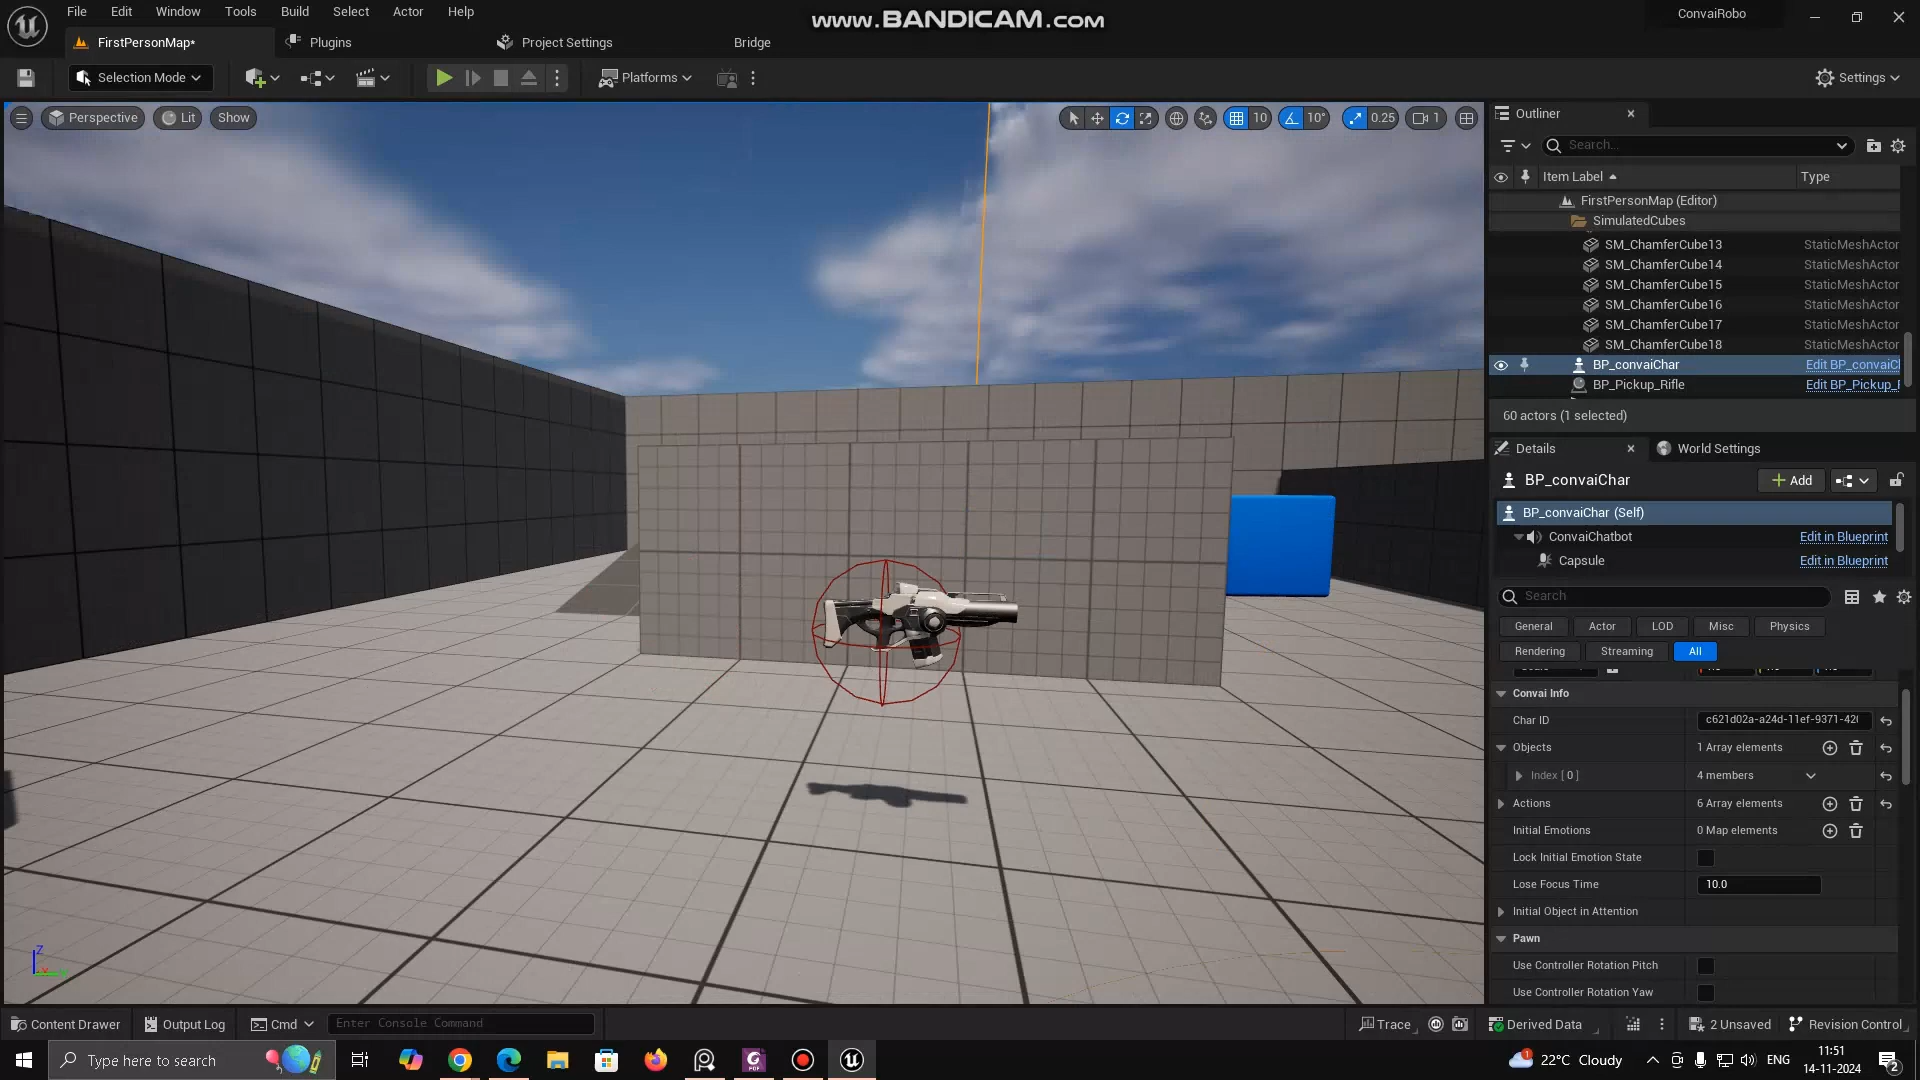 File Edit Window Tools Build Select Actor Help
www.BANDICAM.com
ConvaiRobo
FirstPersonMap*
Plugins
Project Settings
Bridge
Selection Mode
Platforms
Settings
Perspective
Lit
Show
10
10°
0.25
1
Outliner
Search...
Item Label
Type
FirstPersonMap (Editor)
SimulatedCubes
SM_ChamferCube13 StaticMeshActor
SM_ChamferCube14 StaticMeshActor
SM_ChamferCube15 StaticMeshActor
SM_ChamferCube16 StaticMeshActor
SM_ChamferCube17 StaticMeshActor
SM_ChamferCube18 StaticMeshActor
BP_convaiChar Edit BP_convaiCl
BP_Pickup_Rifle Edit BP_Pickup_
60 actors (1 selected)
Details
World Settings
BP_convaiChar
Add
BP_convaiChar (Self)
ConvaiChatbot Edit in Blueprint
Capsule Edit in Blueprint
Search
General Actor LOD Misc Physics
Rendering Streaming All
Convai Info
Char ID c621d02a-a24d-11ef-9371-42
Objects 1 Array elements
Index [ 0 ] 4 members
Actions 6 Array elements
Initial Emotions 0 Map elements
Lock Initial Emotion State
Lose Focus Time 10.0
Initial Object in Attention
Pawn
Use Controller Rotation Pitch
Use Controller Rotation Yaw
Z
Content Drawer
Output Log
Cmd
Enter Console Command
Trace
Derived Data
2 Unsaved
Revision Control
Type here to search
22°C Cloudy
ENG
11:51
14-11-2024
2